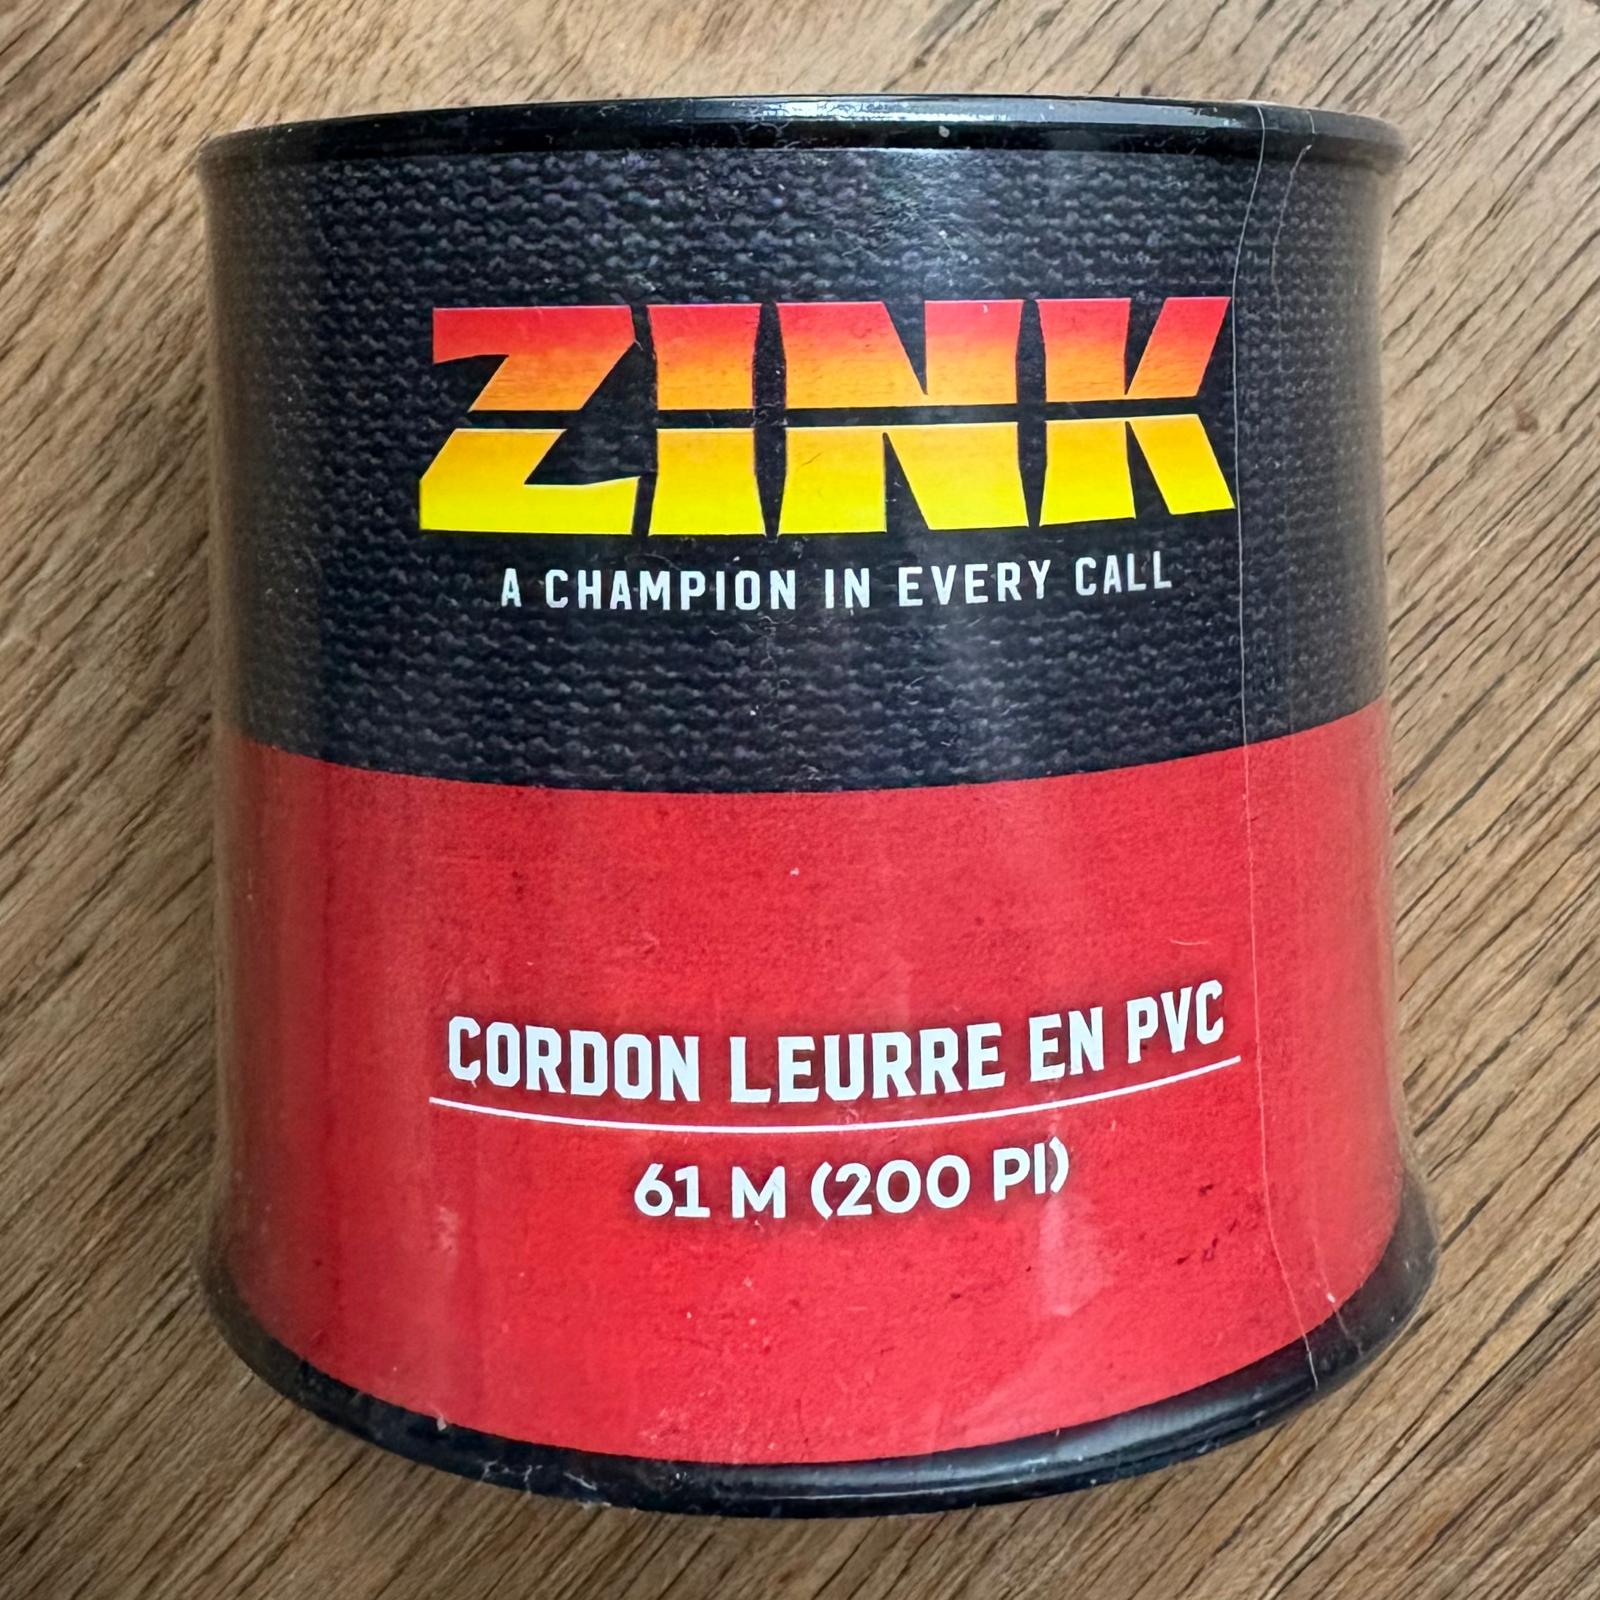 ZINK
A CHAMPION IN EVERY CALL
CORDON LEURRE EN PVC
61 M (200 PI)